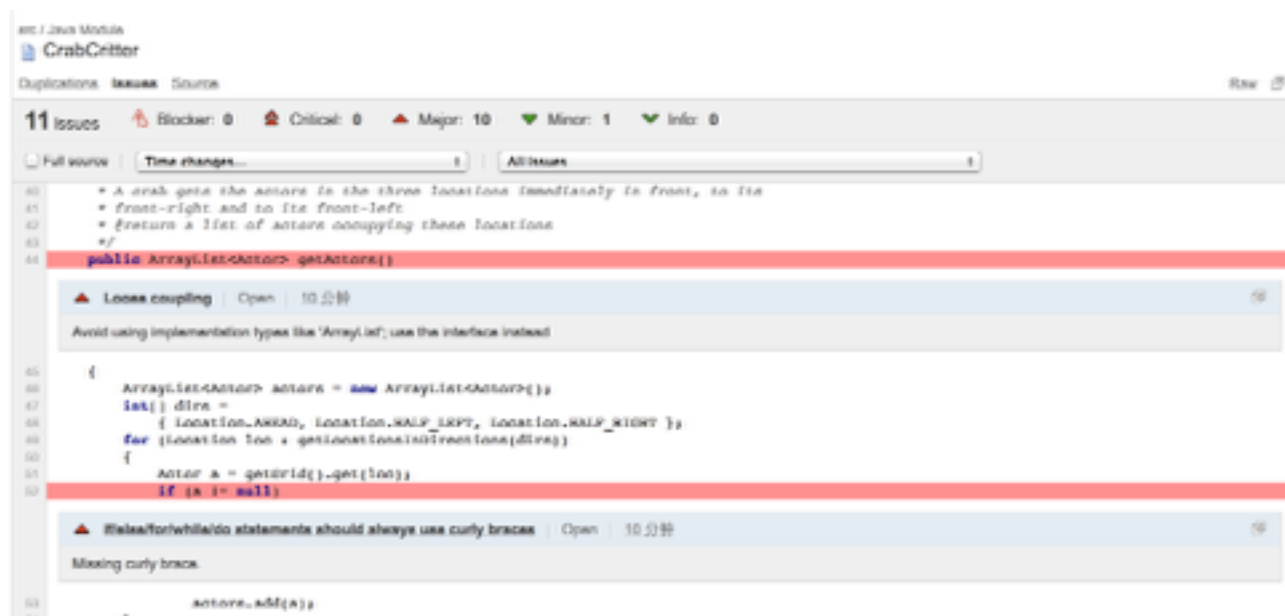 src / Java Module
CrabCritter
Duplications Issues Source Raw
11 Issues Blocker: 0 Critical: 0 Major: 10 Minor: 1 Info: 0
Full source Time changes... All Issues
40 * A crab gets the actors in the three locations immediately in front, to its
41 * front-right and to its front-left
42 * @return a list of actors occupying these locations
43 */
44 public ArrayList<Actor> getActors()
Loose coupling Open 10 分钟
Avoid using implementation types like 'ArrayList'; use the interface instead
45 {
46 ArrayList<Actor> actors = new ArrayList<Actor>();
47 int[] dirs =
48 { Location.AHEAD, Location.HALF_LEFT, Location.HALF_RIGHT };
49 for (Location loc : getLocationsInDirections(dirs))
50 {
51 Actor a = getGrid().get(loc);
52 if (a != null)
If/else/for/while/do statements should always use curly braces Open 10 分钟
Missing curly brace.
53 actors.add(a);